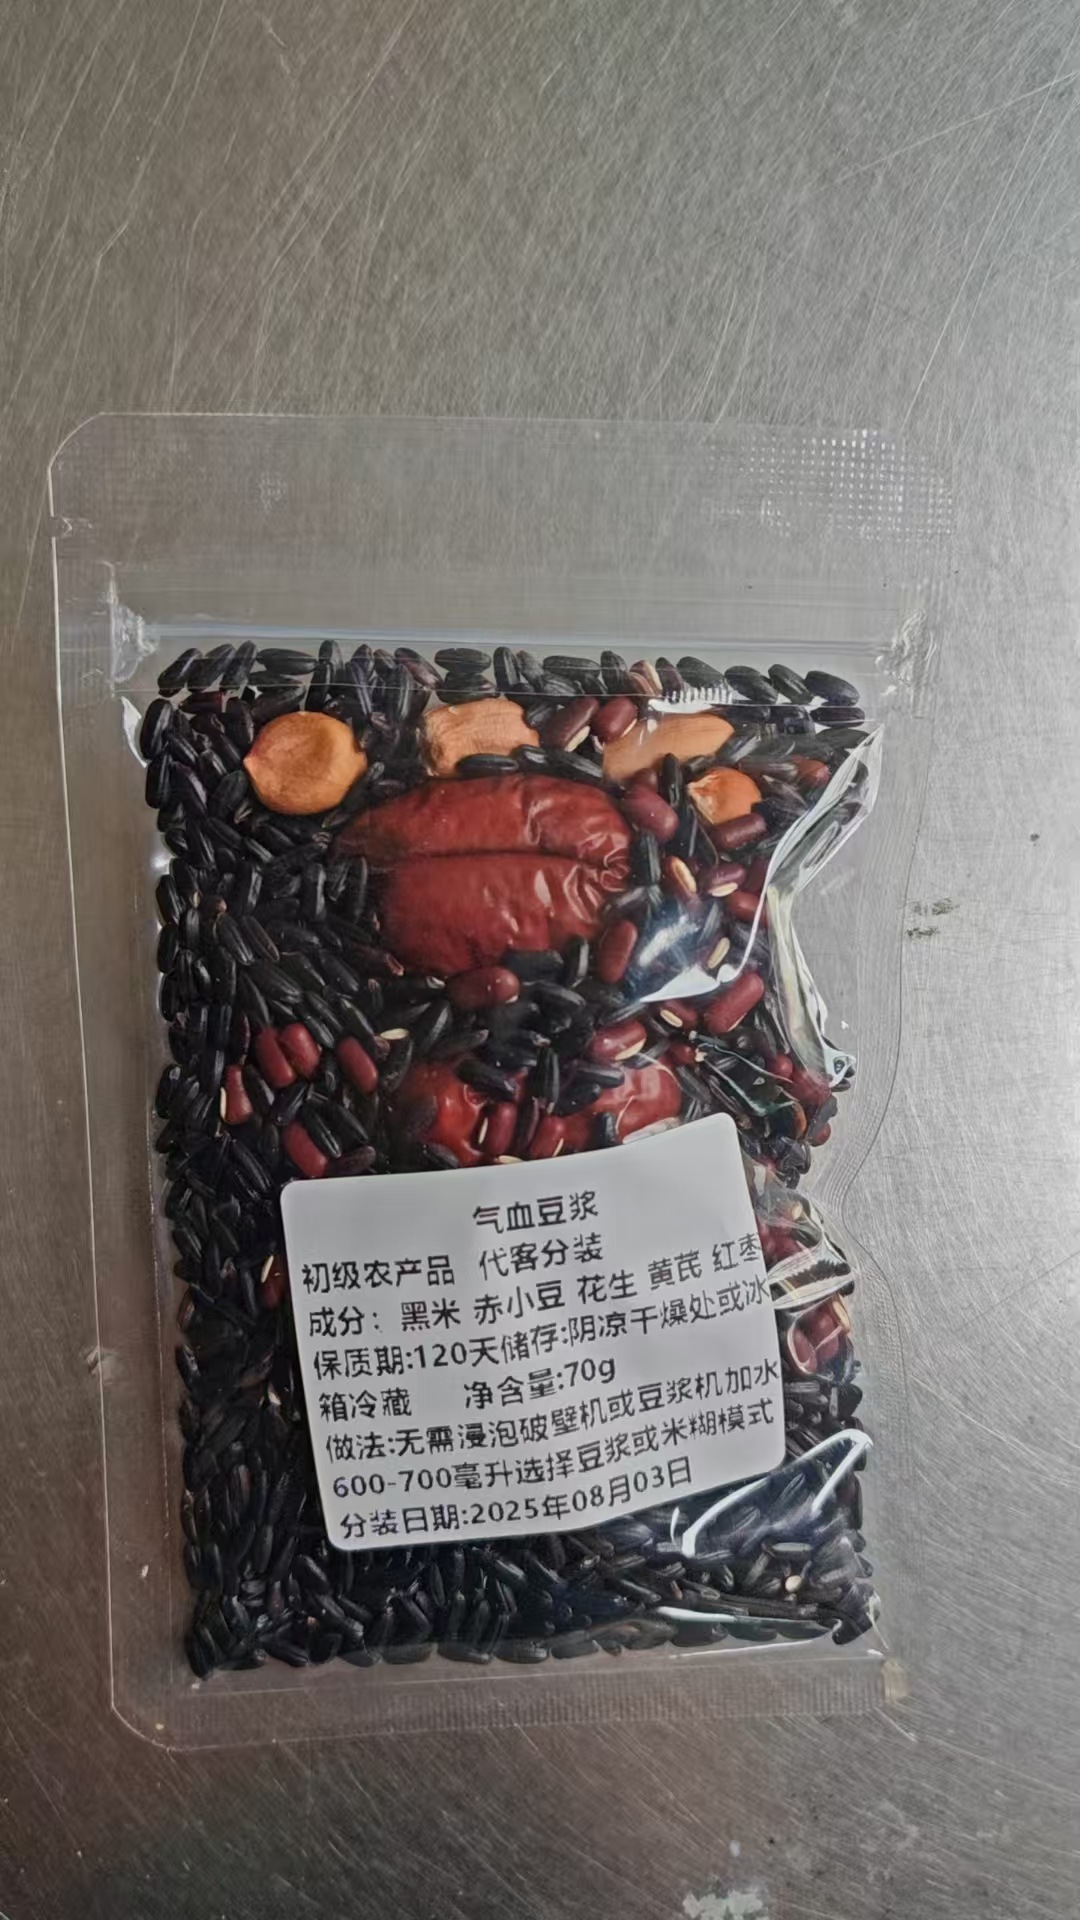 气血豆浆
初级农产品 代客分装
成分：黑米 赤小豆 花生 黄芪 红枣
保质期:120天储存:阴凉干燥处或冰
箱冷藏 净含量:70g
做法:无需浸泡破壁机或豆浆机加水
600-700毫升选择豆浆或米糊模式
分装日期:2025年08月03日